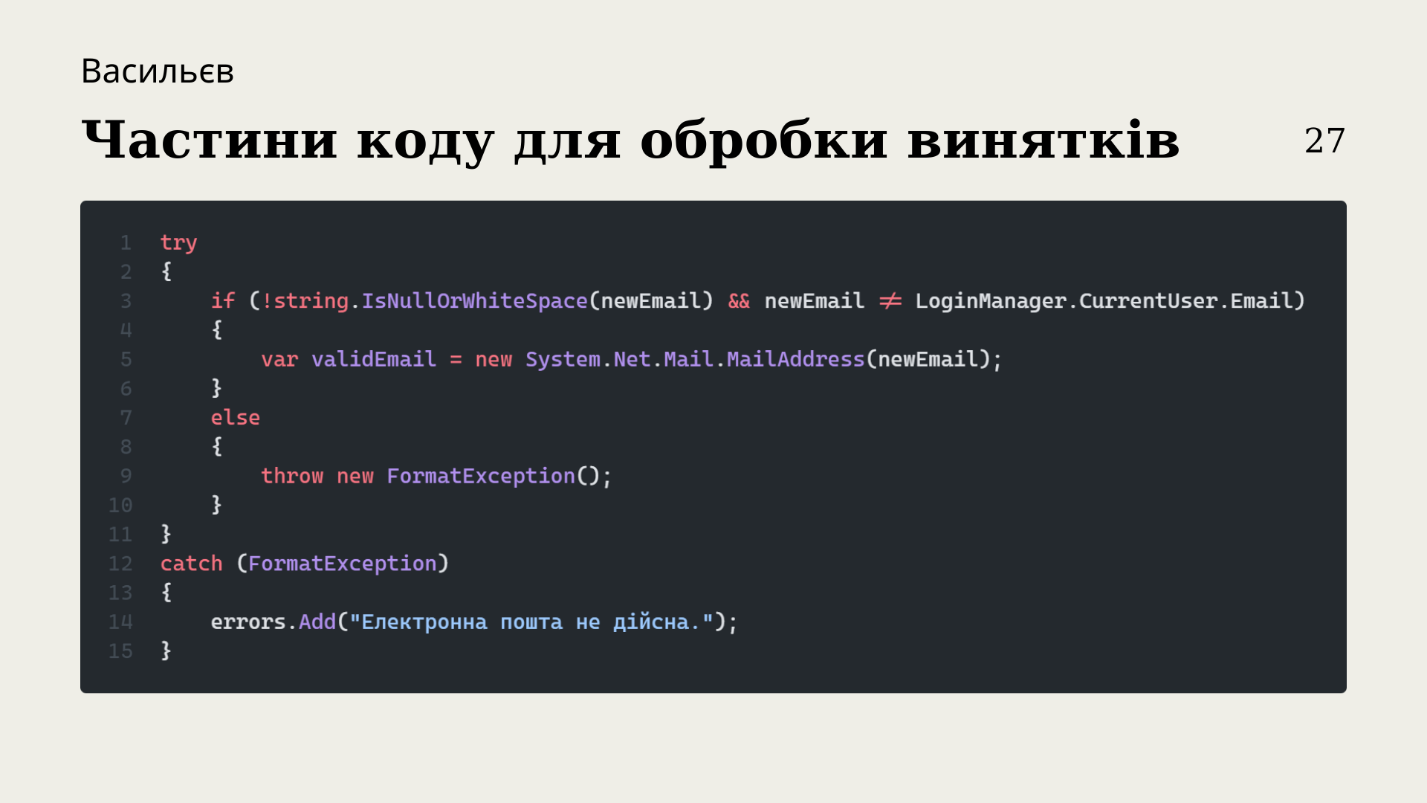 Васильєв
Частини коду для обробки винятків
27
1 try
2 {
3     if (!string.IsNullOrWhiteSpace(newEmail) && newEmail != LoginManager.CurrentUser.Email)
4     {
5         var validEmail = new System.Net.Mail.MailAddress(newEmail);
6     }
7     else
8     {
9         throw new FormatException();
10     }
11 }
12 catch (FormatException)
13 {
14     errors.Add("Електронна пошта не дійсна.");
15 }